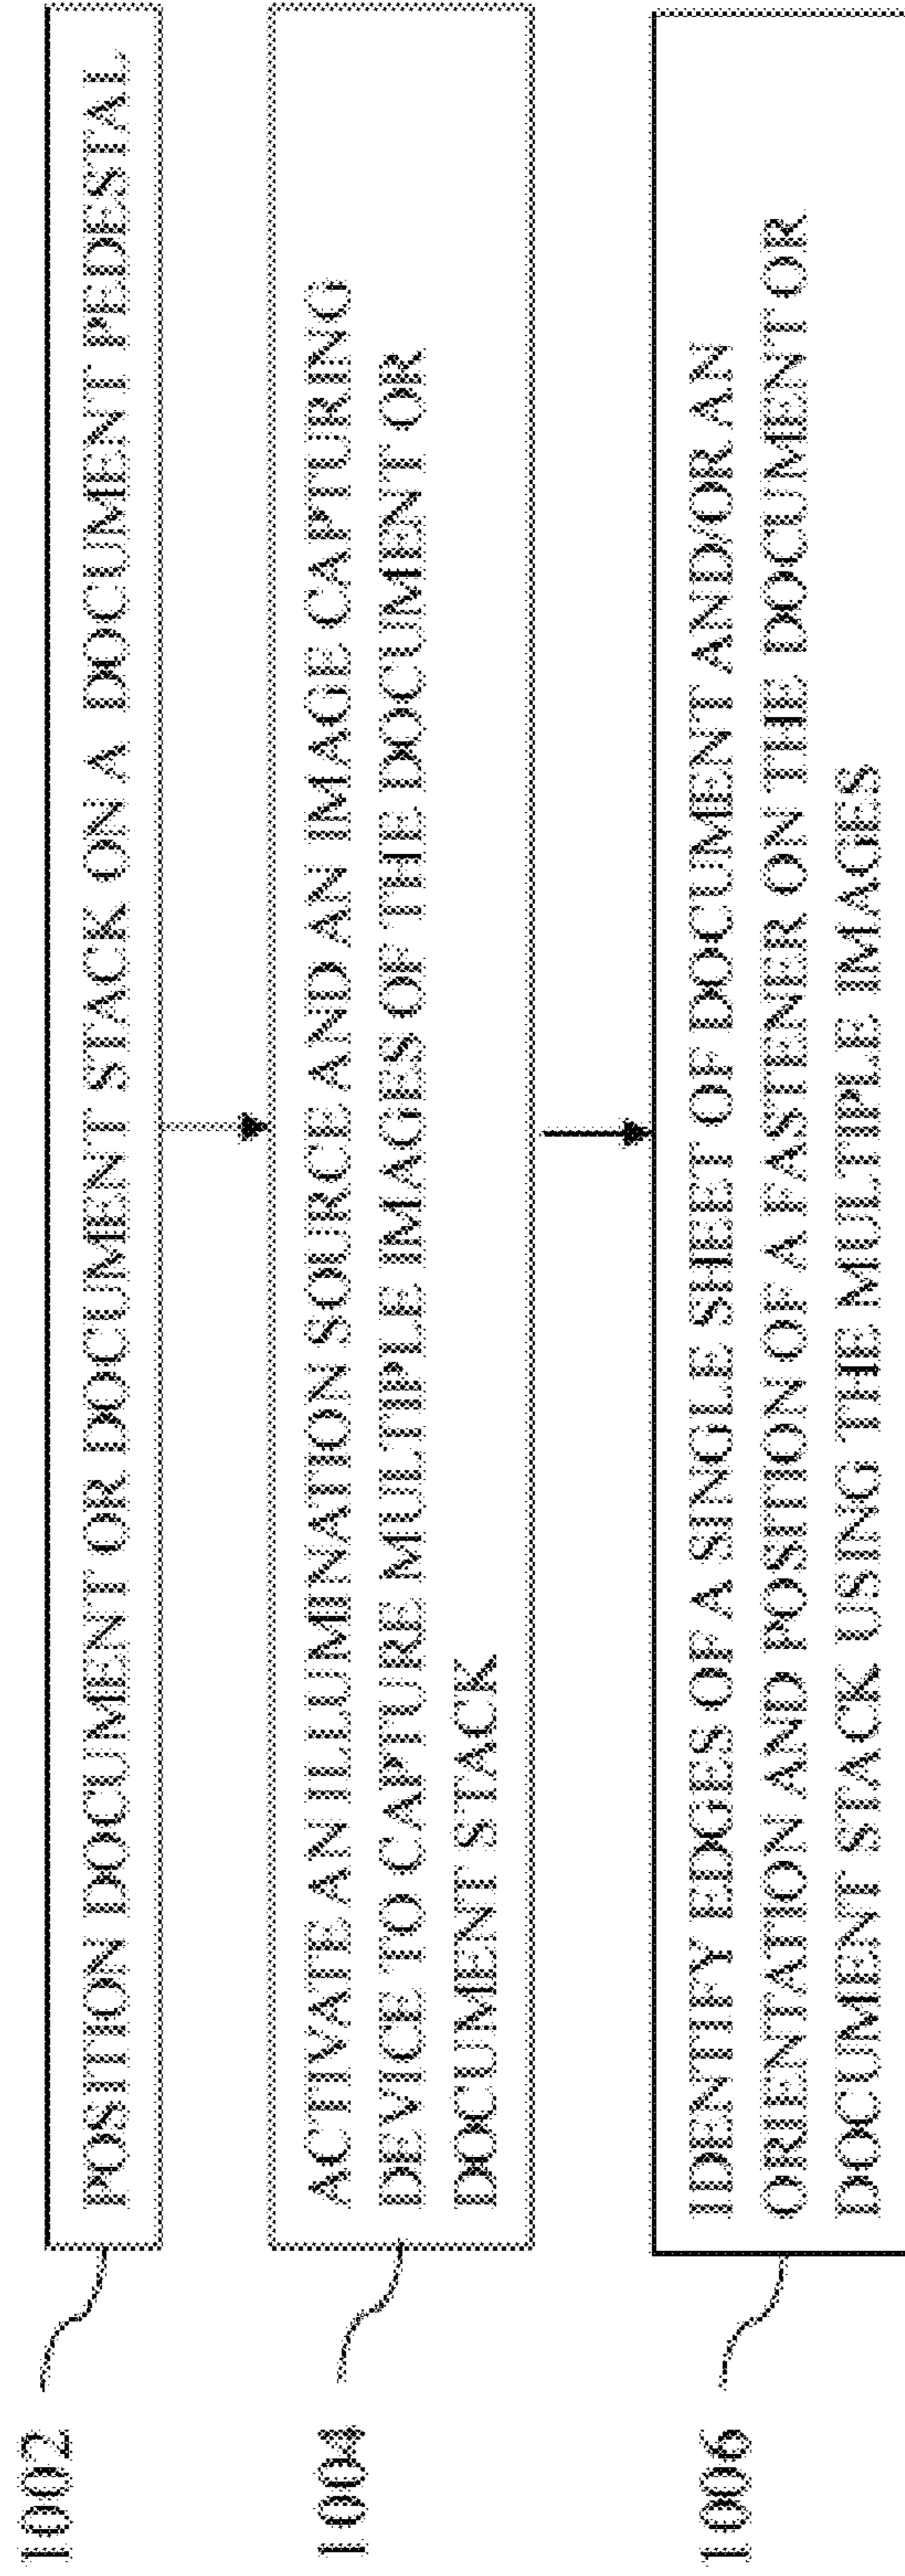 1002
POSITION DOCUMENT OR DOCUMENT STACK ON A DOCUMENT PEDESTAL
1004
ACTIVATE AN ILLUMINATION SOURCE AND AN IMAGE CAPTURING
DEVICE TO CAPTURE MULTIPLE IMAGES OF THE DOCUMENT OR
DOCUMENT STACK
1006
IDENTIFY EDGES OF A SINGLE SHEET OF DOCUMENT AND/OR AN
ORIENTATION AND POSITION OF A FASTENER ON THE DOCUMENT OR
DOCUMENT STACK USING THE MULTIPLE IMAGES